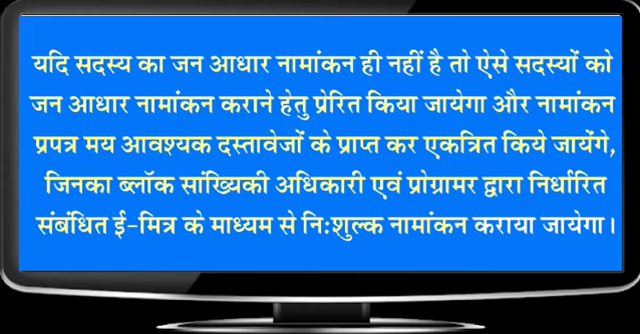 यदि सदस्य का जन आधार नामांकन ही नहीं है तो ऐसे सदस्यों को
जन आधार नामांकन कराने हेतु प्रेरित किया जायेगा और नामांकन
प्रपत्र मय आवश्यक दस्तावेजों के प्राप्त कर एकत्रित किये जायेंगे,
जिनका ब्लॉक सांख्यिकी अधिकारी एवं प्रोग्रामर द्वारा निर्धारित
संबंधित ई-मित्र के माध्यम से नि:शुल्क नामांकन कराया जायेगा।